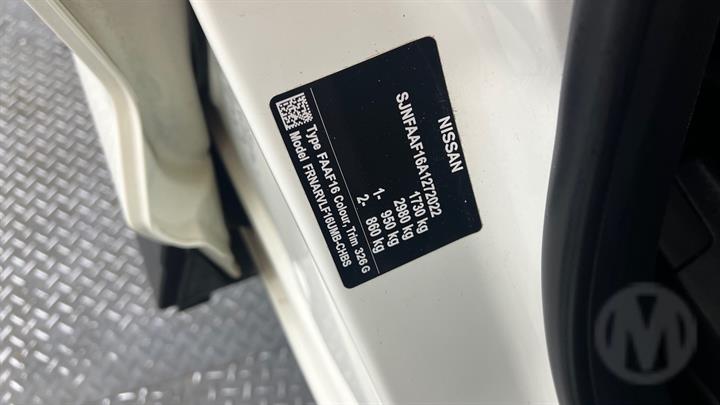 NISSAN
SJNFAAF16A1272022
1730 kg
2980 kg
1- 950 kg
2- 860 kg
Type FAAF16 Colour, Trim 326 G
Model FRNARVLF16UMB-CHBS
M